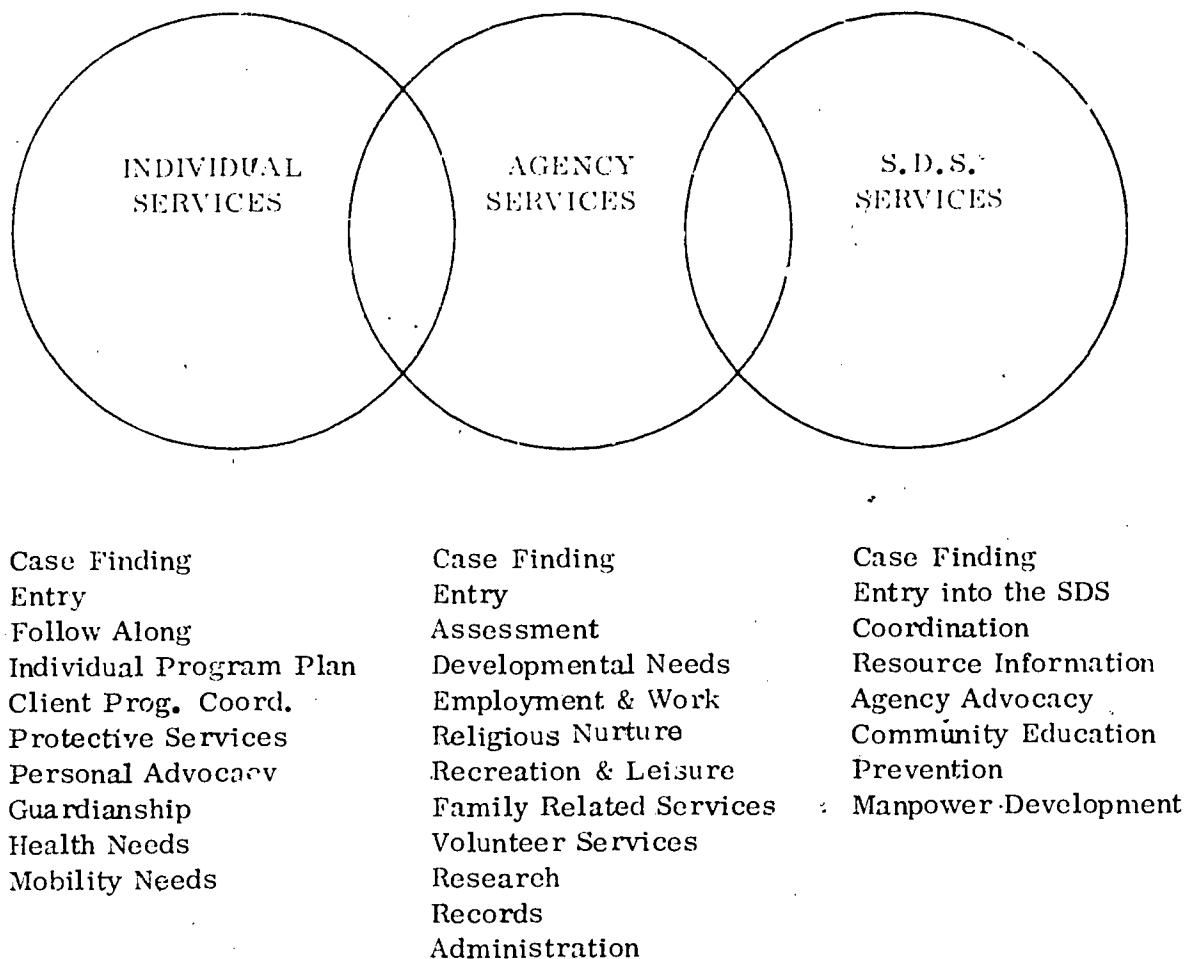 INDIVIDUAL
SERVICES
AGENCY
SERVICES
S.D.S.
SERVICES
Case Finding
Entry
Follow Along
Individual Program Plan
Client Prog. Coord.
Protective Services
Personal Advocacy
Guardianship
Health Needs
Mobility Needs
Case Finding
Entry
Assessment
Developmental Needs
Employment & Work
Religious Nurture
Recreation & Leisure
Family Related Services
Volunteer Services
Research
Records
Administration
Case Finding
Entry into the SDS
Coordination
Resource Information
Agency Advocacy
Community Education
Prevention
Manpower Development